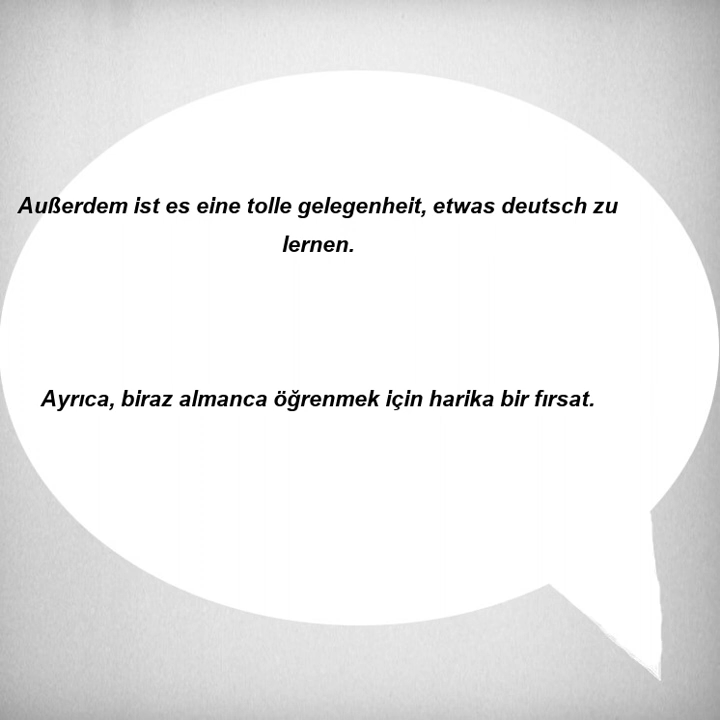 Außerdem ist es eine tolle gelegenheit, etwas deutsch zu
lernen.
Ayrıca, biraz almanca öğrenmek için harika bir fırsat.